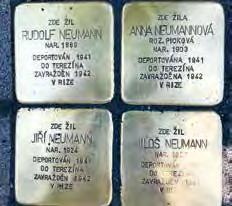 ZDE ŽIL
RUDOLF NEUMANN
NAR. 1889
DEPORTOVÁN 1941
DO TEREZÍNA
ZAVRAŽDĚN 1942
V RIZE
ZDE ŽILA
ANNA NEUMANNOVÁ
ROZ. PICKOVÁ
NAR. 1903
DEPORTOVÁNA 1941
DO TEREZÍNA
ZAVRAŽDĚNA 1942
V RIZE
ZDE ŽIL
JIŘÍ NEUMANN
NAR. 1924
DEPORTOVÁN 1941
DO TEREZÍNA
ZAVRAŽDĚN 1942
V RIZE
ZDE ŽIL
MILOŠ NEUMANN
NAR.
DEPORTOVÁN
DO TEREZÍNA
ZAVRAŽDĚN
V